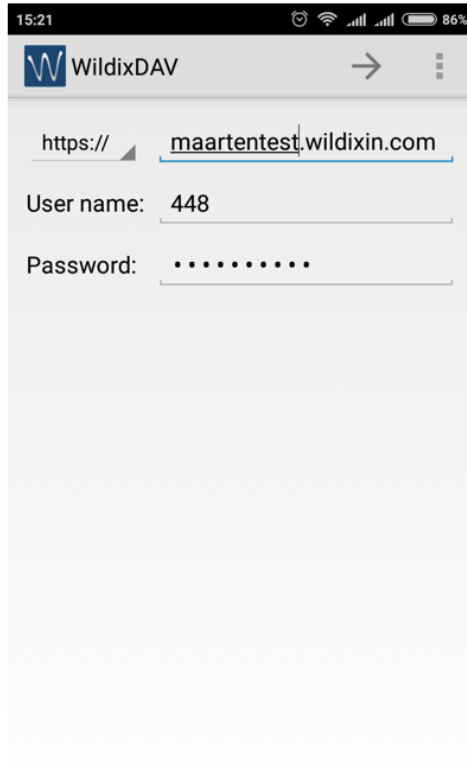 15:21 86%
WildixDAV
https:// maartentest.wildixin.com
User name: 448
Password: ••••••••••